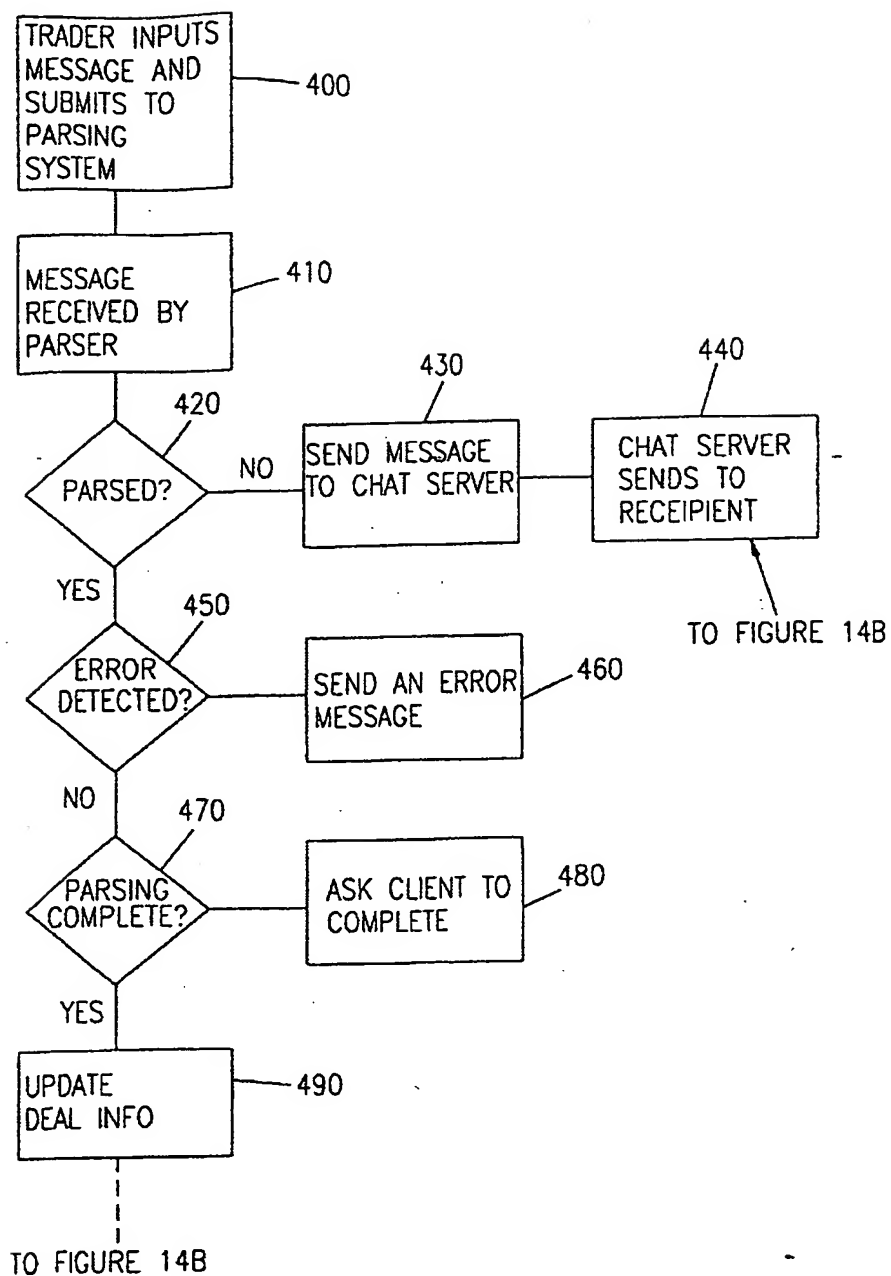 TRADER INPUTS
MESSAGE AND
SUBMITS TO
PARSING
SYSTEM
400
MESSAGE
RECEIVED BY
PARSER
410
420
PARSED?
NO
430
SEND MESSAGE
TO CHAT SERVER
440
CHAT SERVER
SENDS TO
RECEIPIENT
TO FIGURE 14B
YES
450
ERROR
DETECTED?
SEND AN ERROR
MESSAGE
460
NO
470
PARSING
COMPLETE?
ASK CLIENT TO
COMPLETE
480
YES
UPDATE
DEAL INFO
490
TO FIGURE 14B